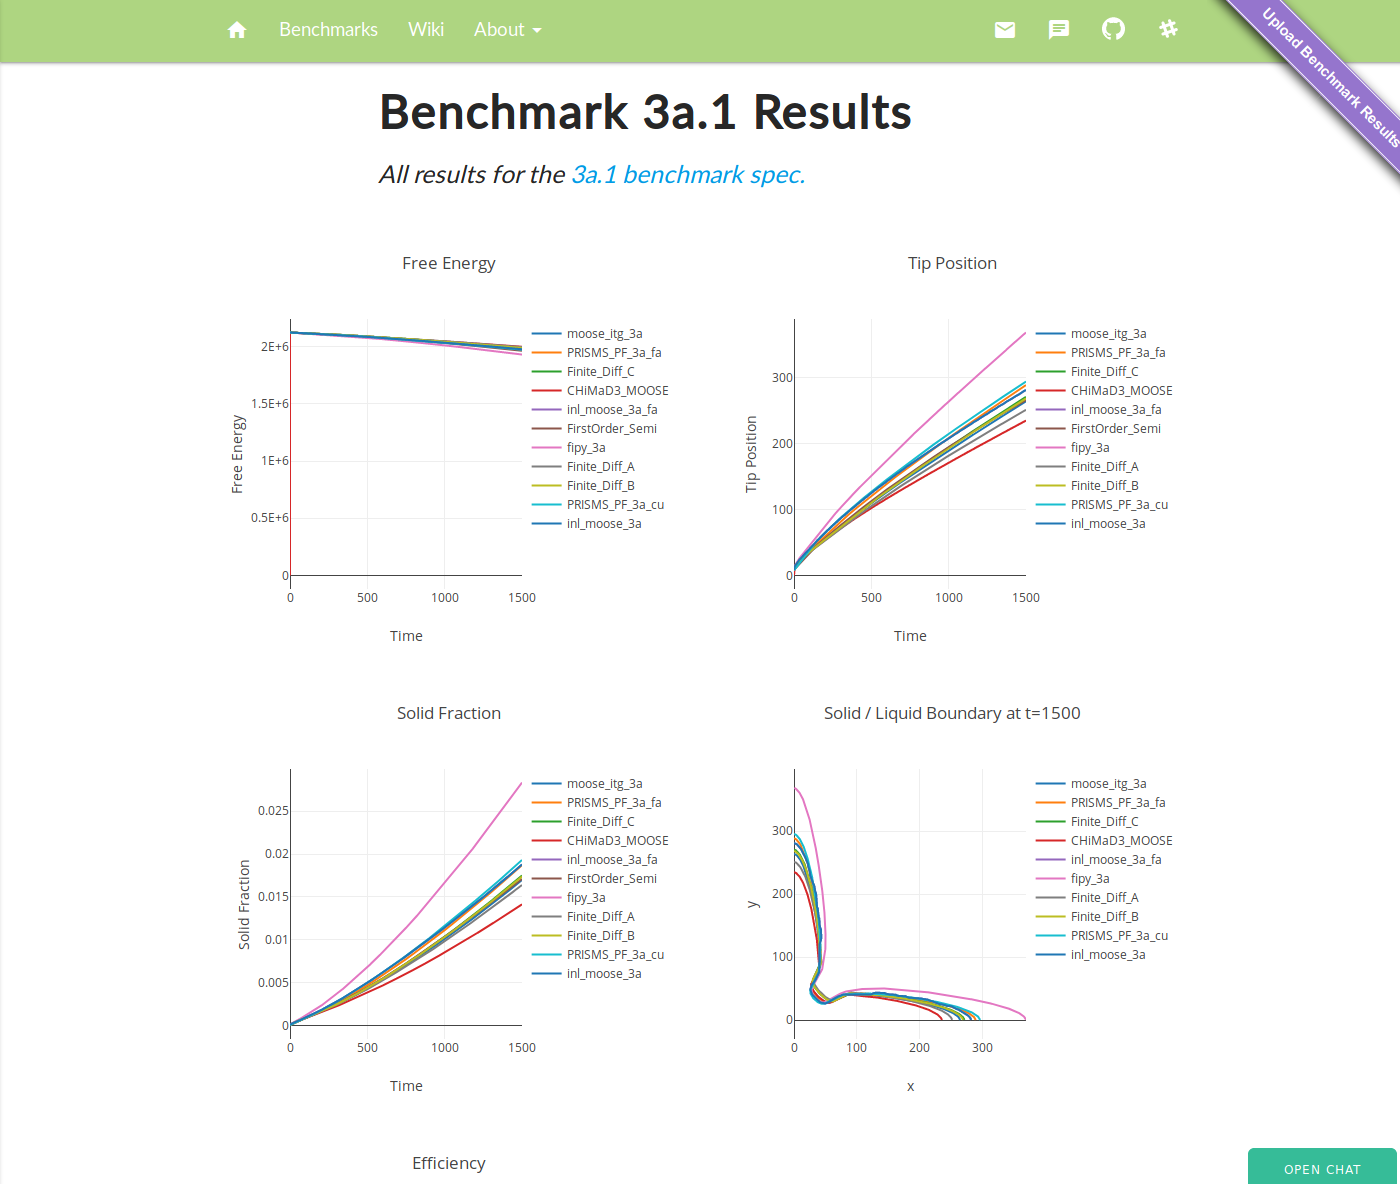 Benchmarks Wiki About
Upload Benchmark Results
Benchmark 3a.1 Results
All results for the 3a.1 benchmark spec.
Free Energy
2E+6
1.5E+6
1E+6
0.5E+6
0
Free Energy
0 500 1000 1500
Time
moose_itg_3a
PRISMS_PF_3a_fa
Finite_Diff_C
CHiMaD3_MOOSE
inl_moose_3a_fa
FirstOrder_Semi
fipy_3a
Finite_Diff_A
Finite_Diff_B
PRISMS_PF_3a_cu
inl_moose_3a
Tip Position
300
200
100
0
Tip Position
0 500 1000 1500
Time
moose_itg_3a
PRISMS_PF_3a_fa
Finite_Diff_C
CHiMaD3_MOOSE
inl_moose_3a_fa
FirstOrder_Semi
fipy_3a
Finite_Diff_A
Finite_Diff_B
PRISMS_PF_3a_cu
inl_moose_3a
Solid Fraction
0.025
0.02
0.015
0.01
0.005
0
Solid Fraction
0 500 1000 1500
Time
moose_itg_3a
PRISMS_PF_3a_fa
Finite_Diff_C
CHiMaD3_MOOSE
inl_moose_3a_fa
FirstOrder_Semi
fipy_3a
Finite_Diff_A
Finite_Diff_B
PRISMS_PF_3a_cu
inl_moose_3a
Solid / Liquid Boundary at t=1500
300
200
100
0
y
0 100 200 300
x
moose_itg_3a
PRISMS_PF_3a_fa
Finite_Diff_C
CHiMaD3_MOOSE
inl_moose_3a_fa
fipy_3a
Finite_Diff_A
Finite_Diff_B
PRISMS_PF_3a_cu
inl_moose_3a
Efficiency
OPEN CHAT